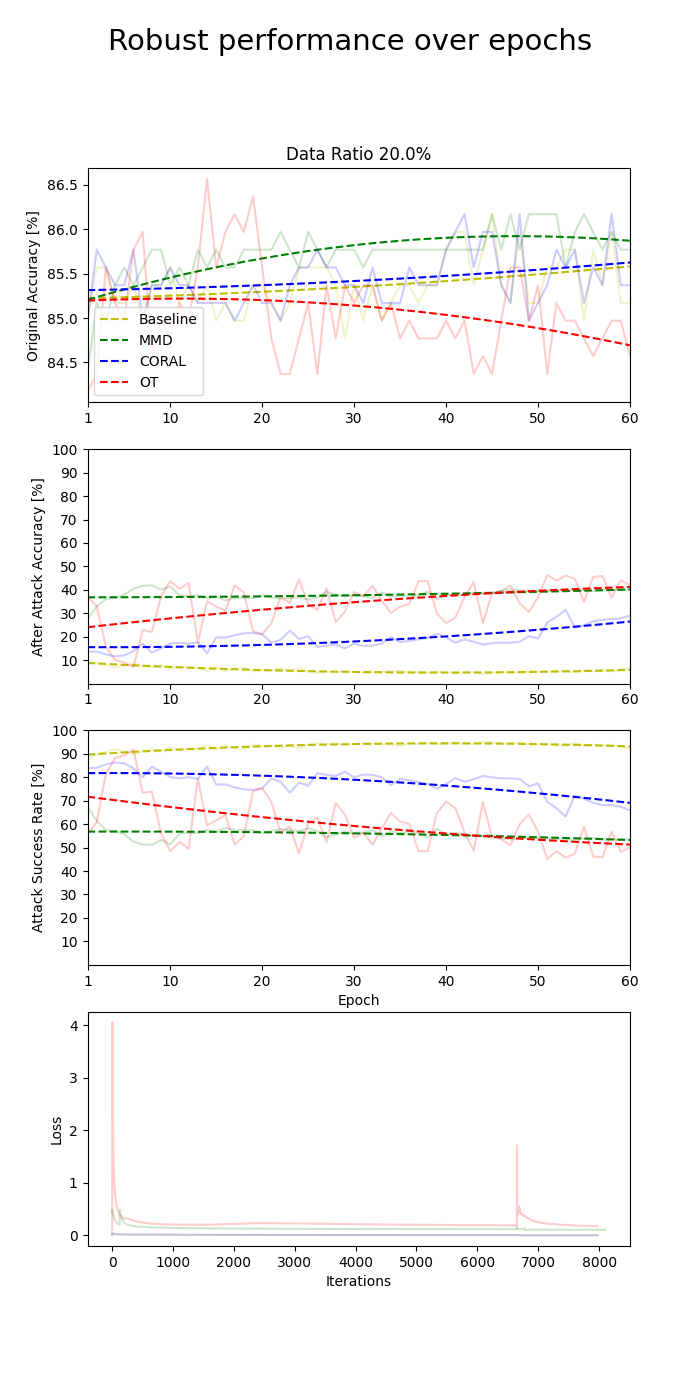 Robust performance over epochs
Data Ratio 20.0%
Original Accuracy [%]
86.5
86.0
85.5
85.0
84.5
Baseline
MMD
CORAL
OT
1 10 20 30 40 50 60
After Attack Accuracy [%]
100
90
80
70
60
50
40
30
20
10
1 10 20 30 40 50 60
Attack Success Rate [%]
100
90
80
70
60
50
40
30
20
10
1 10 20 30 40 50 60
Epoch
Loss
4
3
2
1
0
0 1000 2000 3000 4000 5000 6000 7000 8000
Iterations